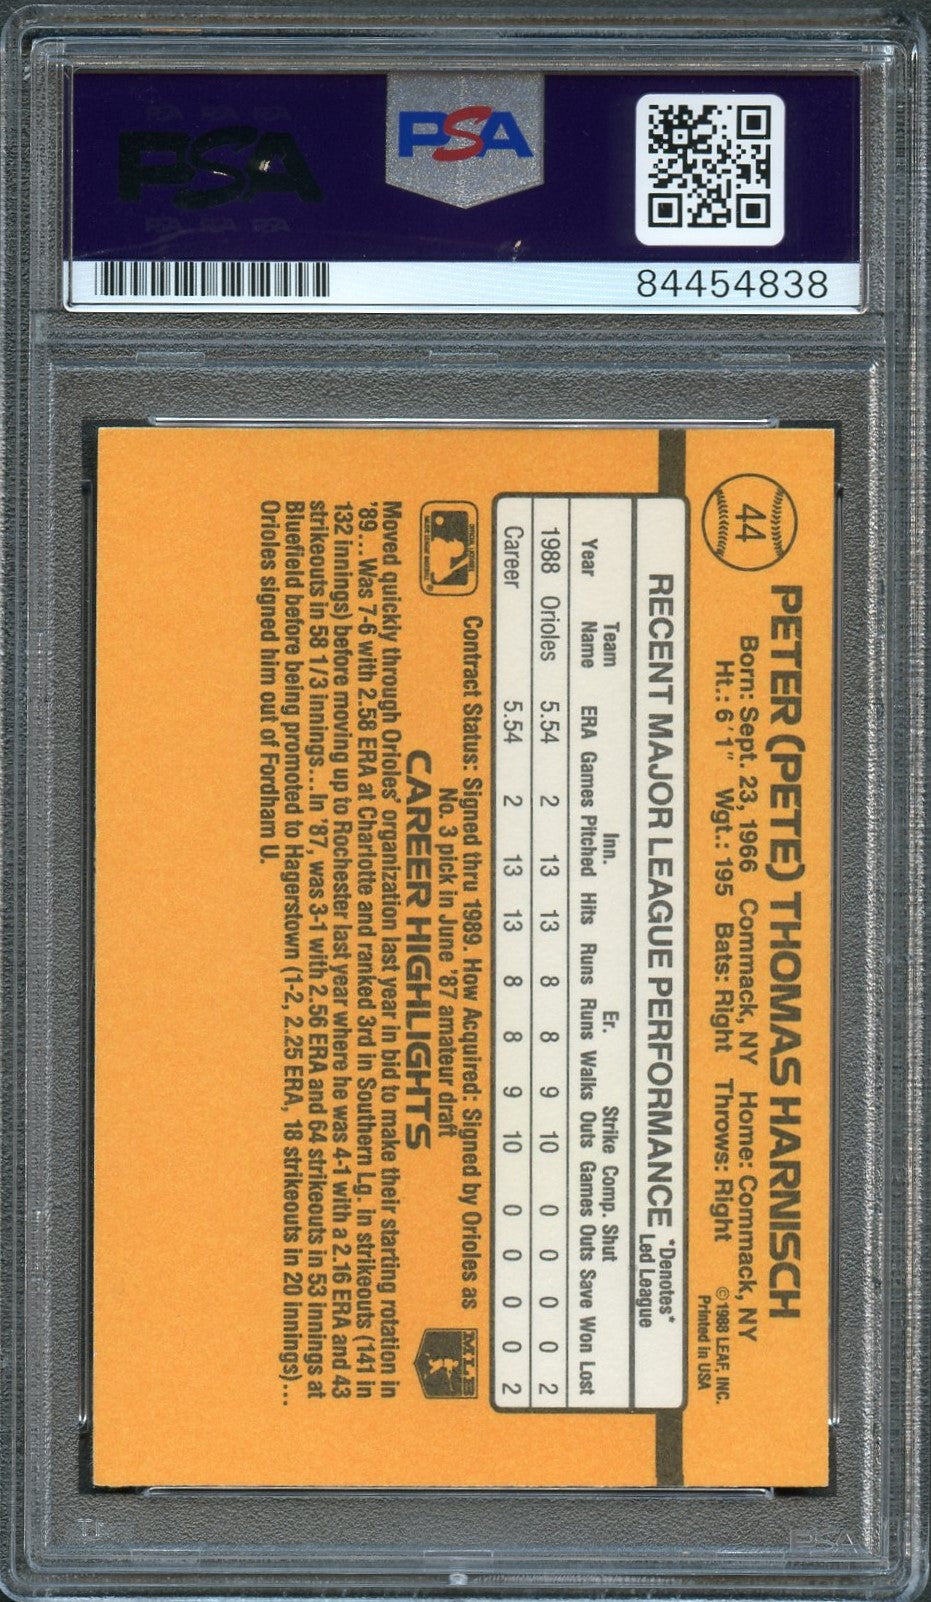 PSA PSA PSA
PSA
PSA PSA PSA
PSA
84454838
44
PETER (PETE) THOMAS HARNISCH
Born: Sept. 23, 1966 Commack, NY Home: Commack, NY
Ht.: 6'1" Wgt.: 195 Bats: Right Throws: Right
©1988 LEAF, INC.
Printed in USA
RECENT MAJOR LEAGUE PERFORMANCE
*Denotes*
Led League
Year Team Name ERA Games Inn. Pitched Hits Runs Er. Runs Walks Strike Outs Comp. Games Shut Outs Save Won Lost
1988 Orioles 5.54 2 13 13 8 8 9 10 0 0 0 0 2
Career 5.54 2 13 13 8 8 9 10 0 0 0 0 2
Contract Status: Signed thru 1989. How Acquired: Signed by Orioles as
No. 3 pick in June '87 amateur draft
MLB
CAREER HIGHLIGHTS
Moved quickly through Orioles' organization last year in bid to make their starting rotation in
'89... Was 7-6 with 2.58 ERA at Charlotte and ranked 3rd in Southern Lg. in strikeouts (141 in
132 innings) before moving up to Rochester last year where he was 4-1 with a 2.16 ERA and 43
strikeouts in 58 1/3 innings... In '87, was 3-1 with 2.56 ERA and 64 strikeouts in 53 innings at
Bluefield before being promoted to Hagerstown (1-2, 2.25 ERA, 18 strikeouts in 20 innings)...
Orioles signed him out of Fordham U.
PSA